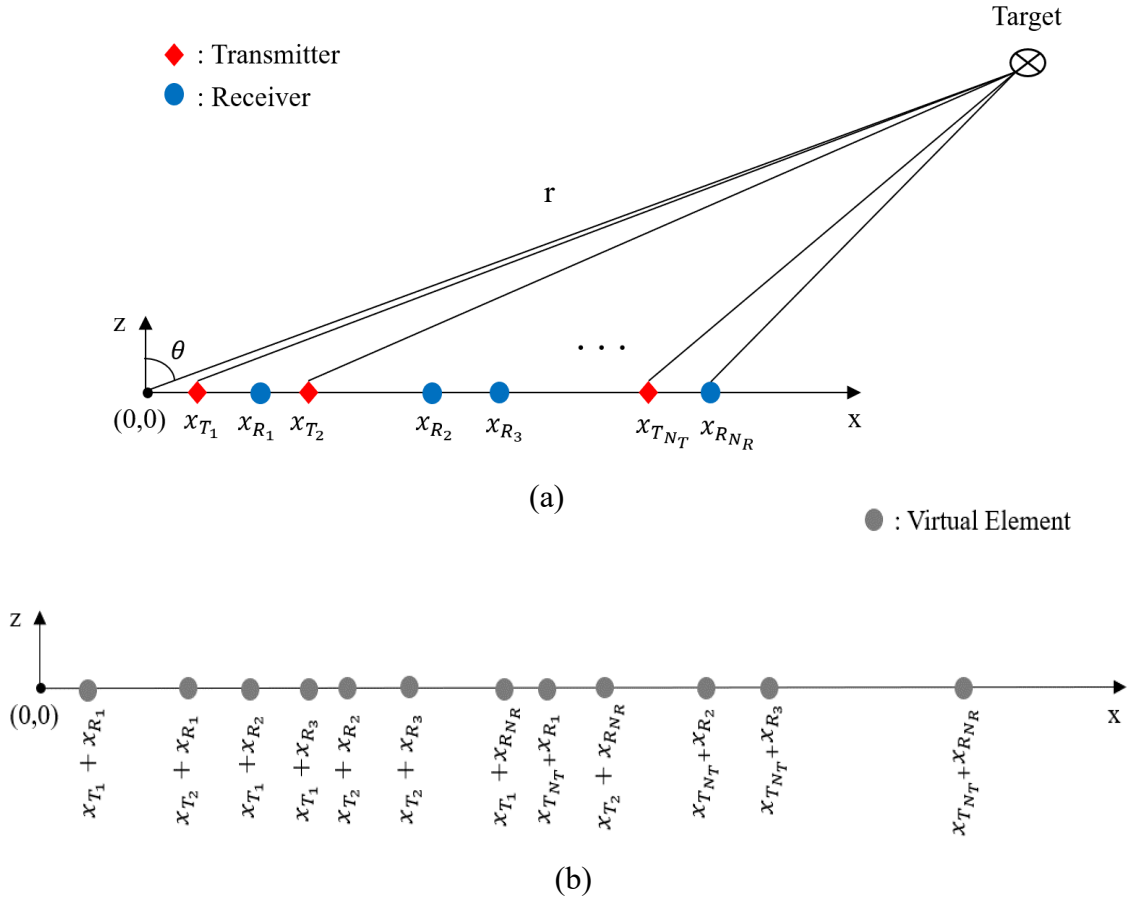 Target
: Transmitter
: Receiver
r
z
θ
. . .
(0,0)
x_{T_1}
x_{R_1}
x_{T_2}
x_{R_2}
x_{R_3}
x_{T_{N_T}}
x_{R_{N_R}}
x
(a)
: Virtual Element
z
(0,0)
x
x_{T_1} + x_{R_1}
x_{T_2} + x_{R_1}
x_{T_1} + x_{R_2}
x_{T_1} + x_{R_3}
x_{T_2} + x_{R_2}
x_{T_2} + x_{R_3}
x_{T_1} + x_{R_{N_R}}
x_{T_{N_T}} + x_{R_1}
x_{T_2} + x_{R_{N_R}}
x_{T_{N_T}} + x_{R_2}
x_{T_{N_T}} + x_{R_3}
x_{T_{N_T}} + x_{R_{N_R}}
(b)